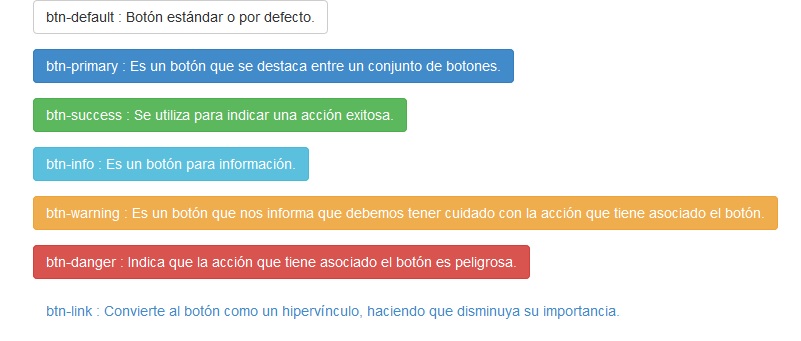 btn-default : Botón estándar o por defecto.
btn-primary : Es un botón que se destaca entre un conjunto de botones.
btn-success : Se utiliza para indicar una acción exitosa.
btn-info : Es un botón para información.
btn-warning : Es un botón que nos informa que debemos tener cuidado con la acción que tiene asociado el botón.
btn-danger : Indica que la acción que tiene asociado el botón es peligrosa.
btn-link : Convierte al botón como un hipervínculo, haciendo que disminuya su importancia.